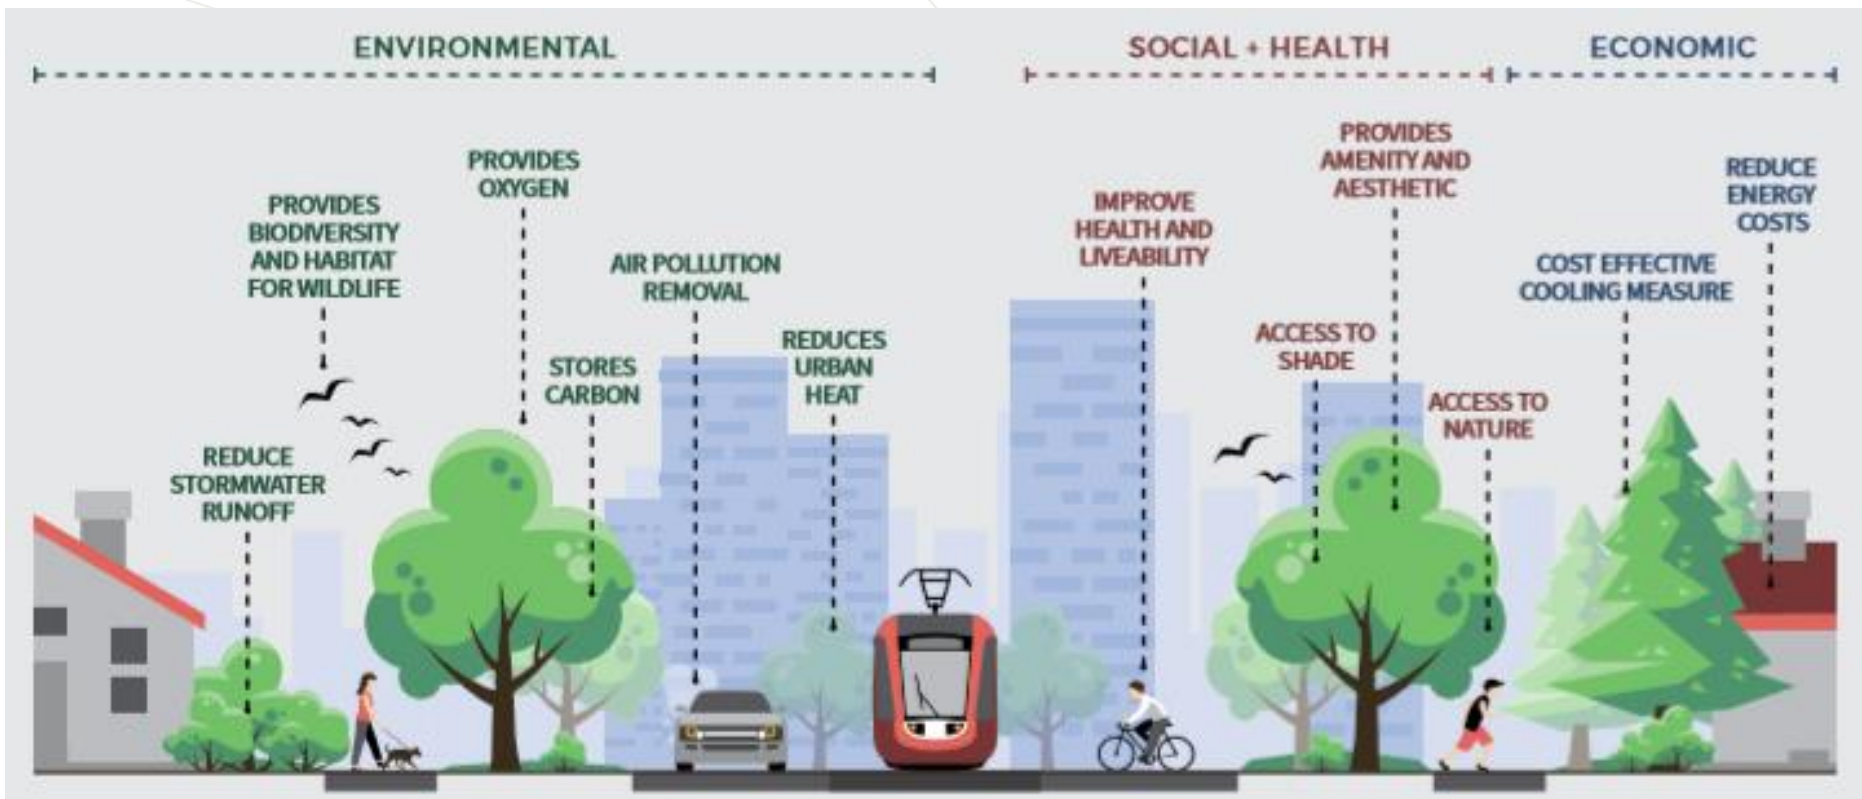 ENVIRONMENTAL
SOCIAL + HEALTH
ECONOMIC
REDUCE
STORMWATER
RUNOFF
PROVIDES
BIODIVERSITY
AND HABITAT
FOR WILDLIFE
PROVIDES
OXYGEN
STORES
CARBON
AIR POLLUTION
REMOVAL
REDUCES
URBAN
HEAT
IMPROVE
HEALTH AND
LIVEABILITY
ACCESS TO
SHADE
PROVIDES
AMENITY AND
AESTHETIC
ACCESS TO
NATURE
COST EFFECTIVE
COOLING MEASURE
REDUCE
ENERGY
COSTS